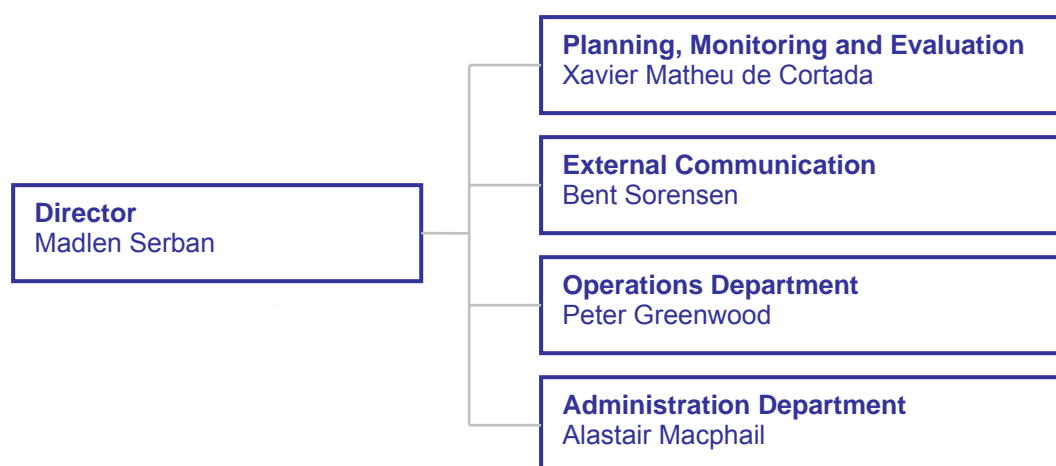 Planning, Monitoring and Evaluation
Xavier Matheu de Cortada
External Communication
Bent Sorensen
Director
Madlen Serban
Operations Department
Peter Greenwood
Administration Department
Alastair Macphail